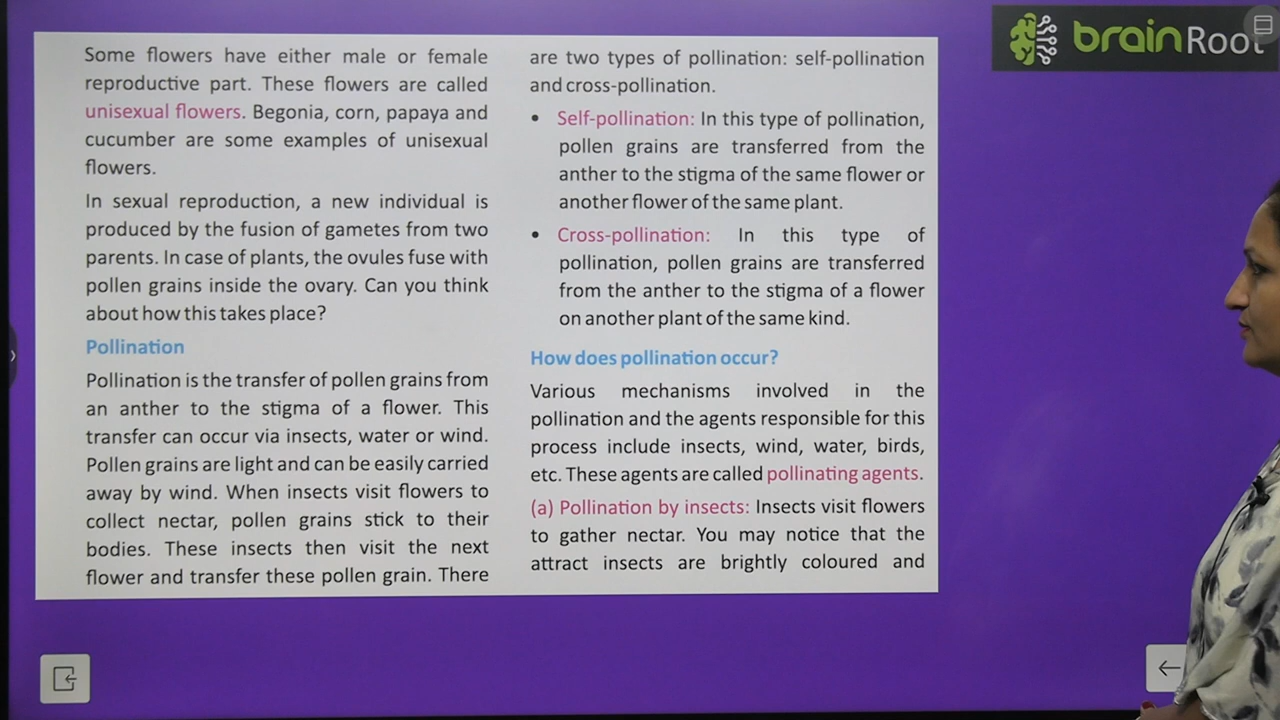 Some flowers have either male or female
reproductive part. These flowers are called
unisexual flowers. Begonia, corn, papaya and
cucumber are some examples of unisexual
flowers.
In sexual reproduction, a new individual is
produced by the fusion of gametes from two
parents. In case of plants, the ovules fuse with
pollen grains inside the ovary. Can you think
about how this takes place?
Pollination
Pollination is the transfer of pollen grains from
an anther to the stigma of a flower. This
transfer can occur via insects, water or wind.
Pollen grains are light and can be easily carried
away by wind. When insects visit flowers to
collect nectar, pollen grains stick to their
bodies. These insects then visit the next
flower and transfer these pollen grain. There
are two types of pollination: self-pollination
and cross-pollination.
• Self-pollination: In this type of pollination,
pollen grains are transferred from the
anther to the stigma of the same flower or
another flower of the same plant.
• Cross-pollination: In this type of
pollination, pollen grains are transferred
from the anther to the stigma of a flower
on another plant of the same kind.
How does pollination occur?
Various mechanisms involved in the
pollination and the agents responsible for this
process include insects, wind, water, birds,
etc. These agents are called pollinating agents.
(a) Pollination by insects: Insects visit flowers
to gather nectar. You may notice that the
attract insects are brightly coloured and
brainRoot